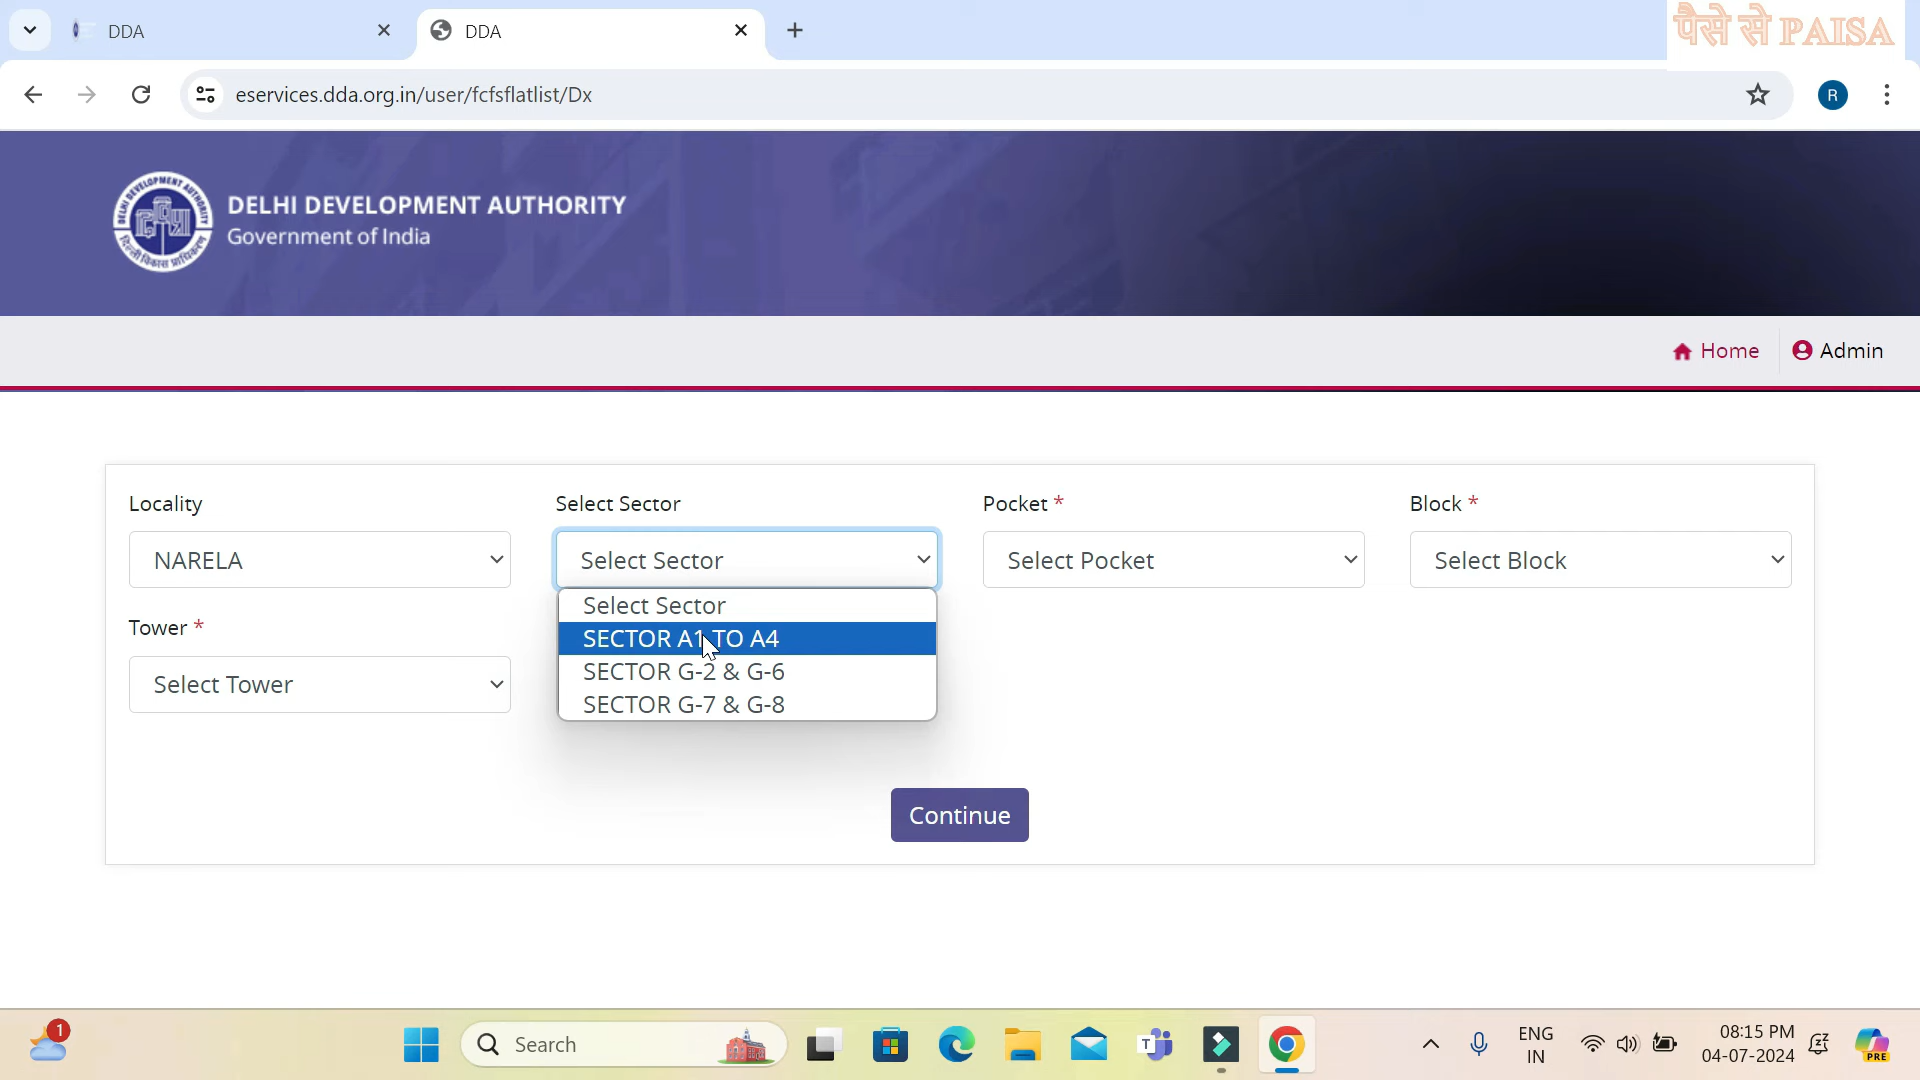 DDA
DDA
पैसे से PAISA
eservices.dda.org.in/user/fcfsflatlist/Dx
R
DELHI DEVELOPMENT AUTHORITY
Government of India
Home
Admin
Locality
Select Sector
Pocket *
Block *
NARELA
Select Sector
Select Pocket
Select Block
Select Sector
SECTOR A1 TO A4
SECTOR G-2 & G-6
SECTOR G-7 & G-8
Tower *
Select Tower
Continue
1
Search
ENG
IN
08:15 PM
04-07-2024
PRE